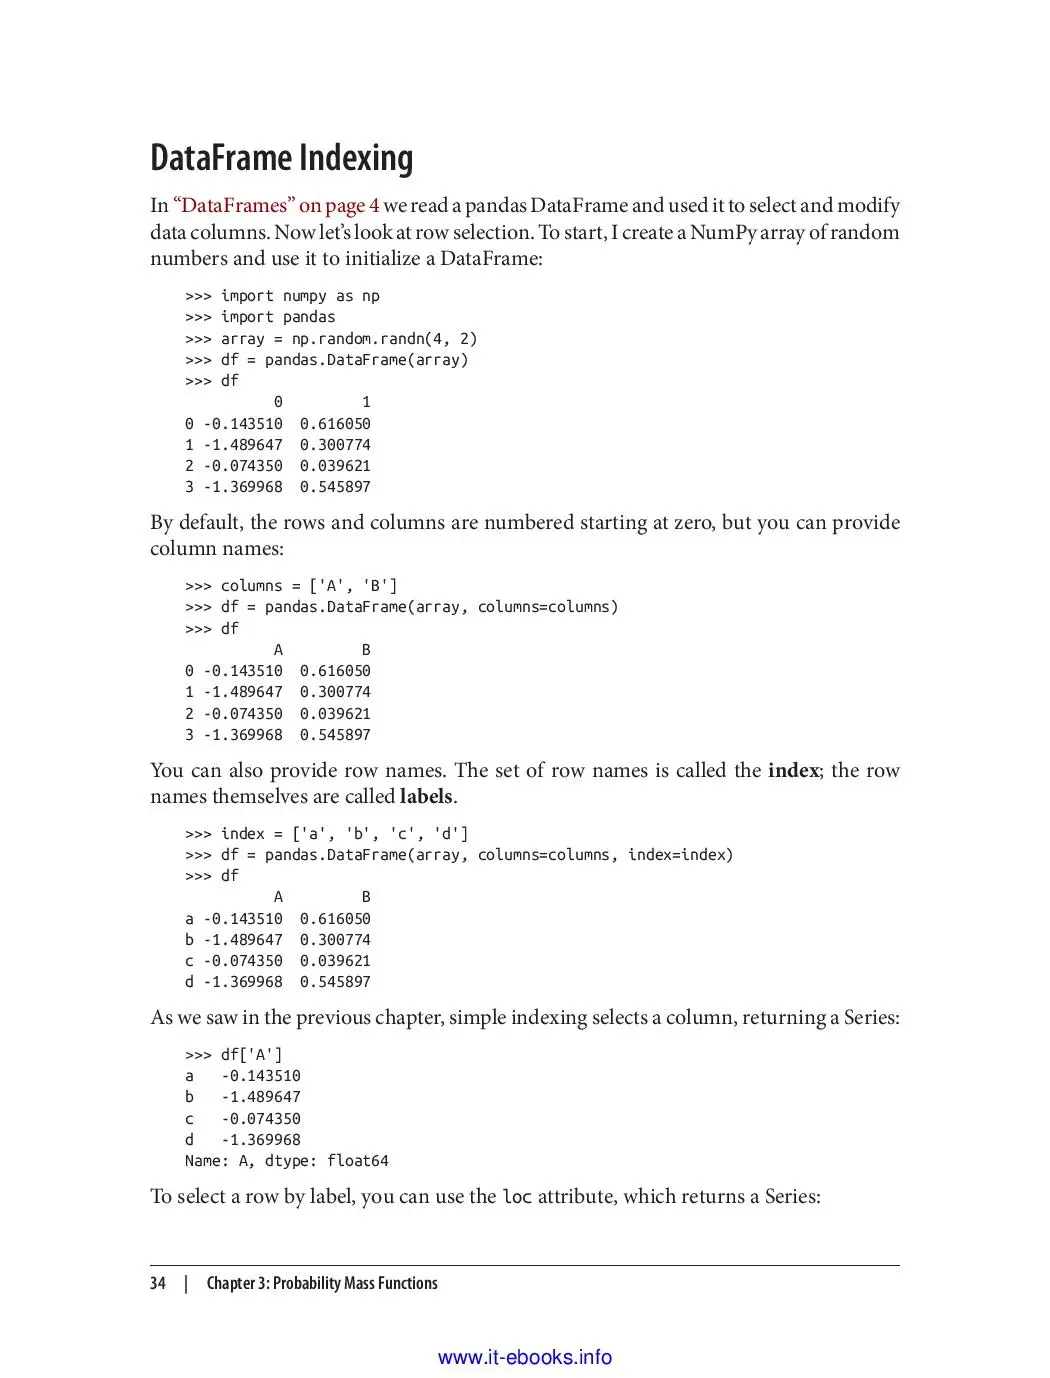 DataFrame Indexing
In “DataFrames” on page 4 we read a pandas DataFrame and used it to select and modify
data columns. Now let’s look at row selection. To start, I create a NumPy array of random
numbers and use it to initialize a DataFrame:
>>> import numpy as np
>>> import pandas
>>> array = np.random.randn(4, 2)
>>> df = pandas.DataFrame(array)
>>> df
          0         1
0 -0.143510  0.616050
1 -1.489647  0.300774
2 -0.074350  0.039621
3 -1.369968  0.545897
By default, the rows and columns are numbered starting at zero, but you can provide
column names:
>>> columns = ['A', 'B']
>>> df = pandas.DataFrame(array, columns=columns)
>>> df
          A         B
0 -0.143510  0.616050
1 -1.489647  0.300774
2 -0.074350  0.039621
3 -1.369968  0.545897
You can also provide row names. The set of row names is called the index; the row
names themselves are called labels.
>>> index = ['a', 'b', 'c', 'd']
>>> df = pandas.DataFrame(array, columns=columns, index=index)
>>> df
          A         B
a -0.143510  0.616050
b -1.489647  0.300774
c -0.074350  0.039621
d -1.369968  0.545897
As we saw in the previous chapter, simple indexing selects a column, returning a Series:
>>> df['A']
a   -0.143510
b   -1.489647
c   -0.074350
d   -1.369968
Name: A, dtype: float64
To select a row by label, you can use the loc attribute, which returns a Series:
34 | Chapter 3: Probability Mass Functions
www.it-ebooks.info